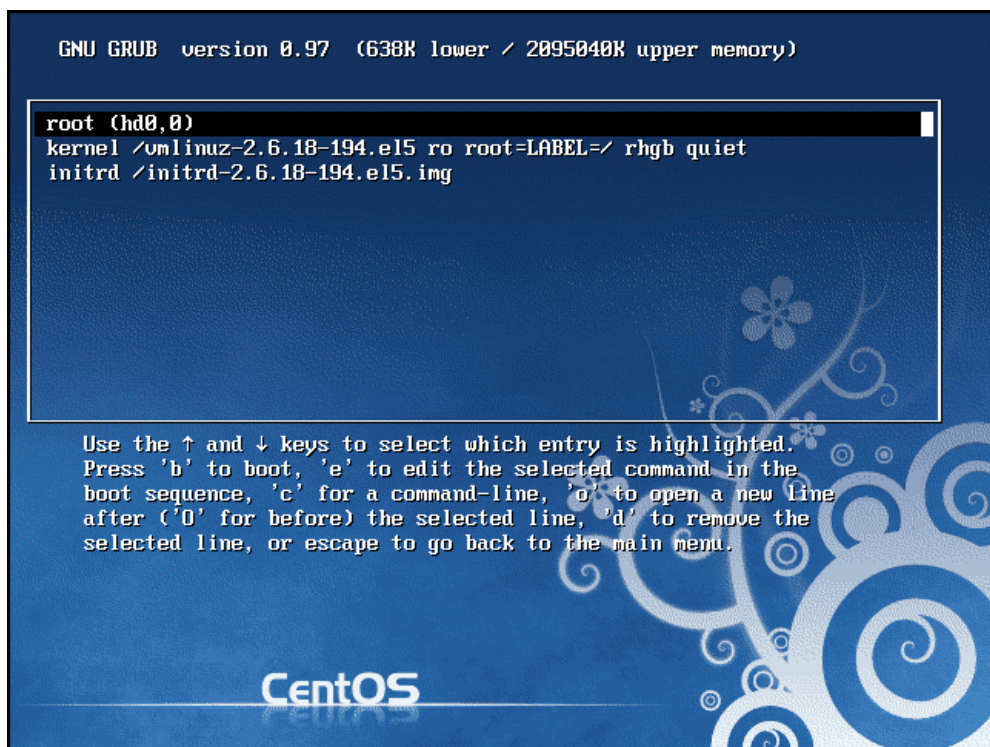 GNU GRUB version 0.97 (638K lower / 2095040K upper memory)
root (hd0,0)
kernel /vmlinuz-2.6.18-194.el5 ro root=LABEL=/ rhgb quiet
initrd /initrd-2.6.18-194.el5.img
Use the ↑ and ↓ keys to select which entry is highlighted.
Press 'b' to boot, 'e' to edit the selected command in the
boot sequence, 'c' for a command-line, 'o' to open a new line
after ('O' for before) the selected line, 'd' to remove the
selected line, or escape to go back to the main menu.
CentOS